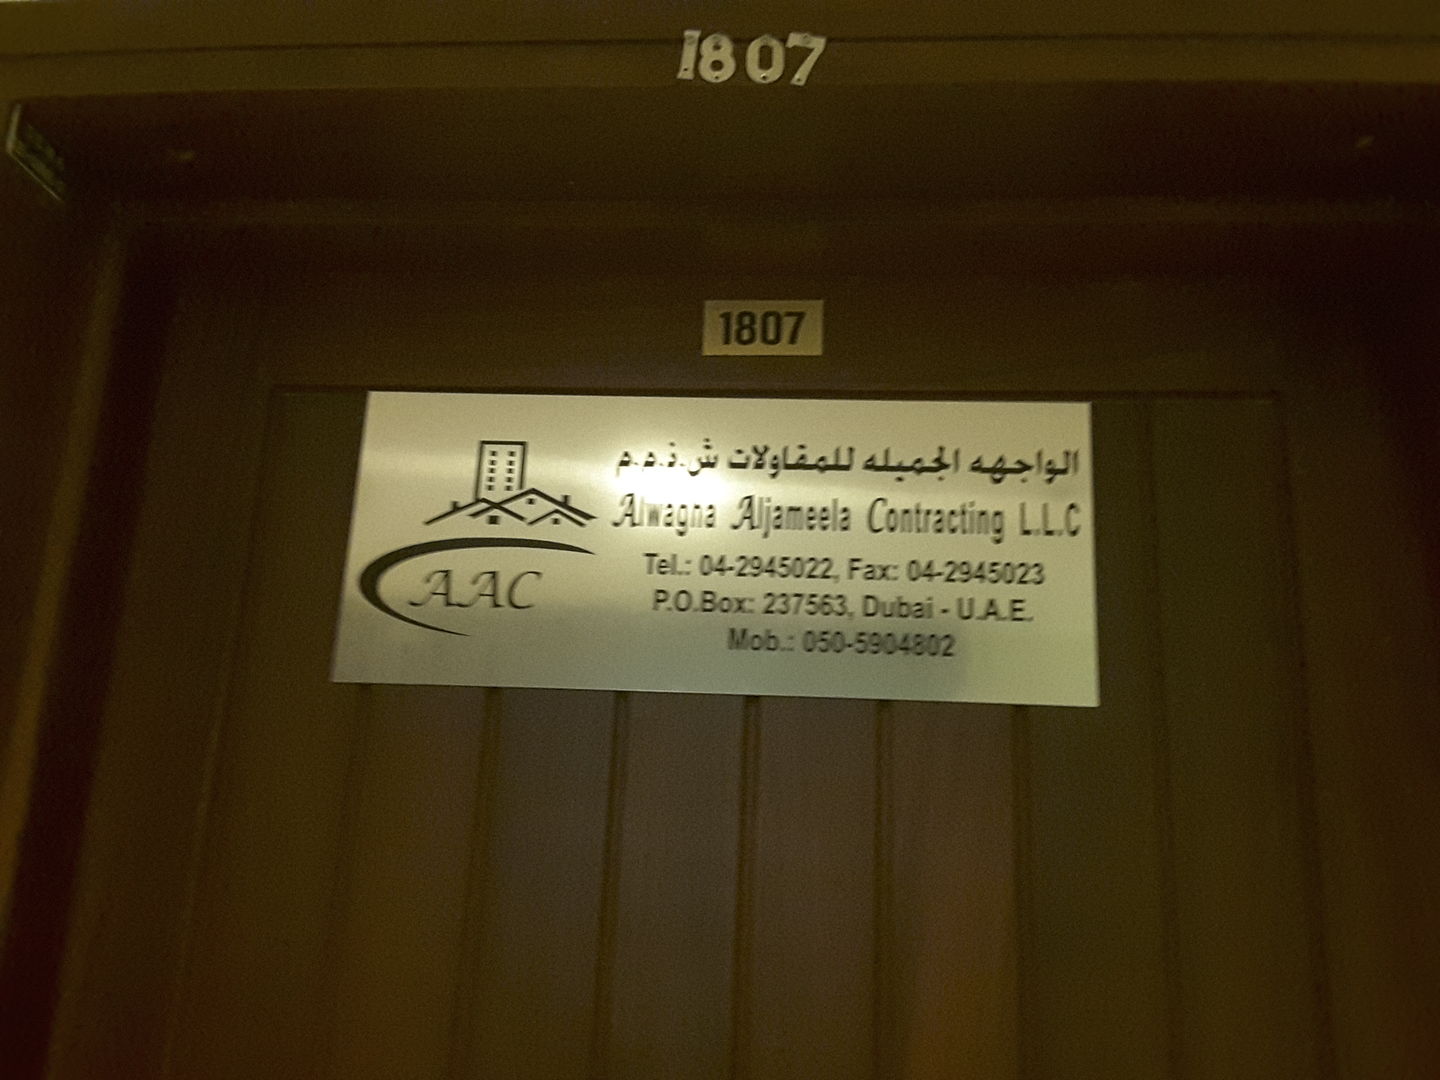 1807
1807
الواجهه الجميله للمقاولات ش.ذ.م.م
Alwagna Aljameela Contracting L.L.C
Tel.: 04-2945022, Fax: 04-2945023
P.O.Box: 237563, Dubai - U.A.E.
Mob.: 050-5904802
AAC